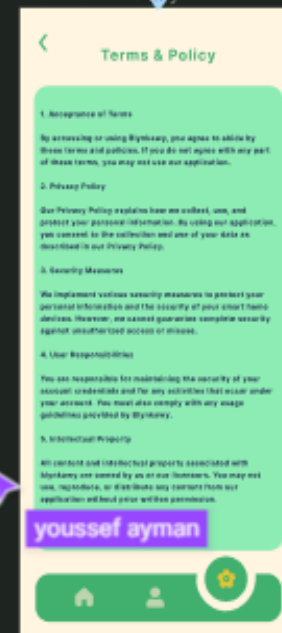 Terms & Policy
1. Acceptance of Terms
By accessing or using Blynkwey, you agree to abide by
these terms and policies. If you do not agree with any part
of these terms, you may not use our application.
2. Privacy Policy
Our Privacy Policy explains how we collect, use, and
protect your personal information. By using our application,
you consent to the collection and use of your data as
described in our Privacy Policy.
3. Security Measures
We implement various security measures to protect your
personal information and the security of your smart home
devices. However, we cannot guarantee complete security
against unauthorized access or misuse.
4. User Responsibilities
You are responsible for maintaining the security of your
account credentials and for any activities that occur under
your account. You must also comply with any usage
guidelines provided by
5. Intellectual Property
All content and intellectual property associated with
are owned by us or our licensors. You may not
use, reproduce, or distribute any content from our
application without prior written permission.
youssef ayman